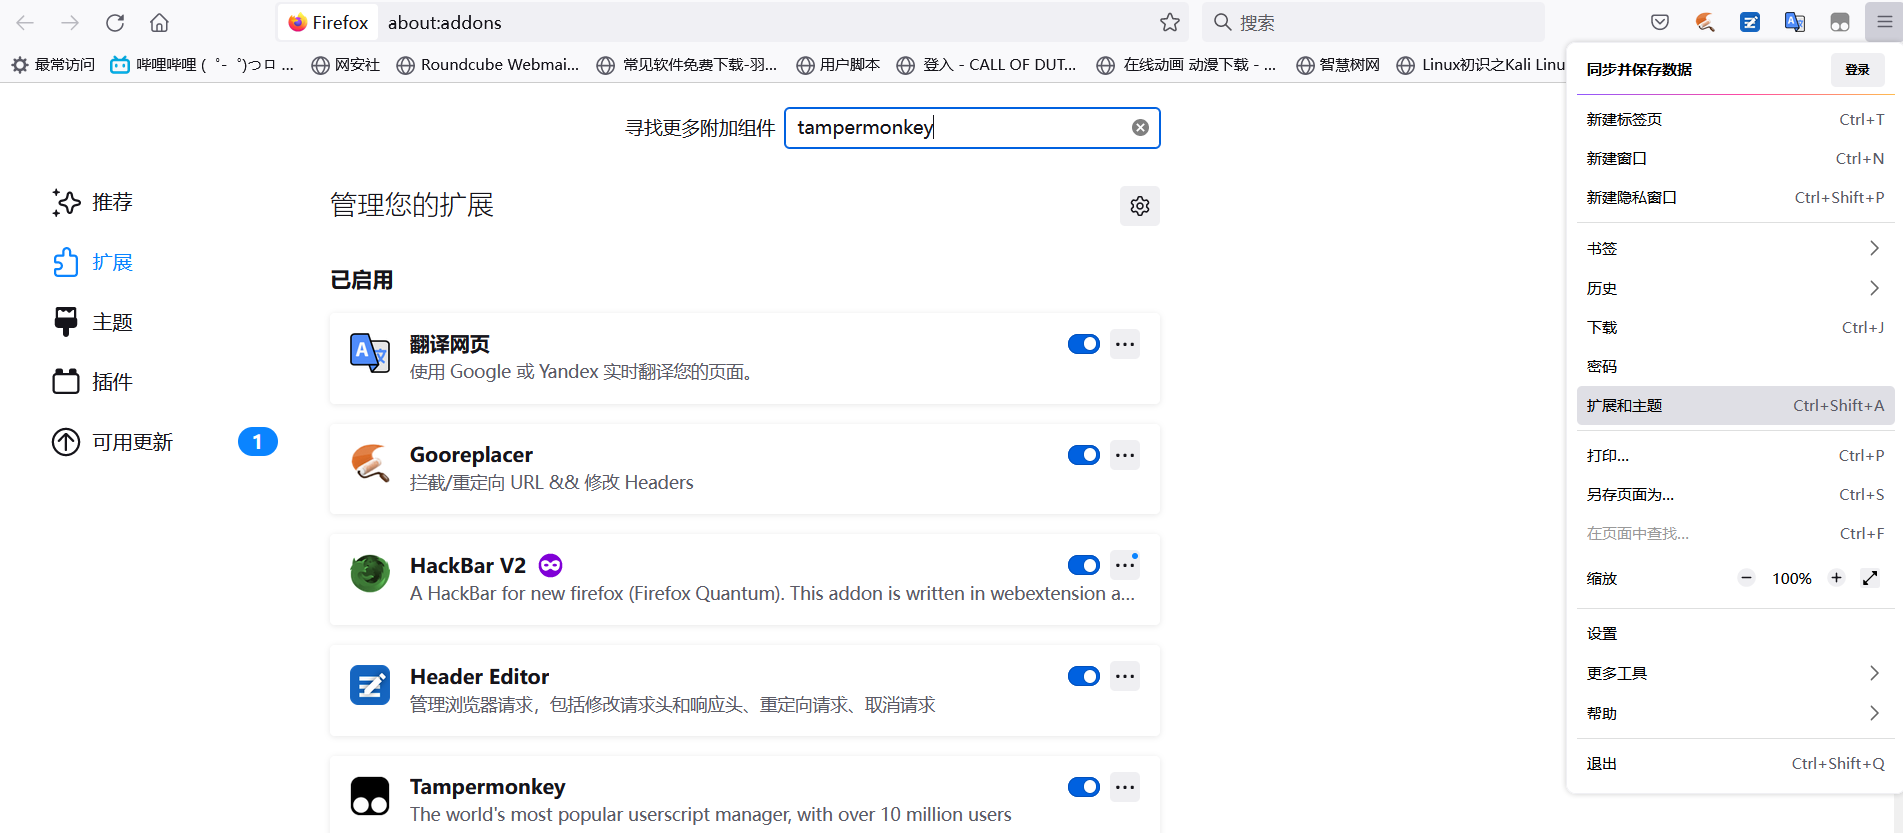 Firefox about:addons 搜索
最常访问 哔哩哔哩 ( ゜- ゜)つロ ... 网安社 Roundcube Webmai... 常见软件免费下载-羽... 用户脚本 登入 - CALL OF DUT... 在线动画 动漫下载 - ... 智慧树网 Linux初识之Kali Linu
寻找更多附加组件 tampermonkey
推荐
扩展
主题
插件
可用更新 1
管理您的扩展
已启用
翻译网页
使用 Google 或 Yandex 实时翻译您的页面。
Gooreplacer
拦截/重定向 URL && 修改 Headers
HackBar V2
A HackBar for new firefox (Firefox Quantum). This addon is written in webextension a...
Header Editor
管理浏览器请求，包括修改请求头和响应头、重定向请求、取消请求
Tampermonkey
The world's most popular userscript manager, with over 10 million users
同步并保存数据 登录
新建标签页 Ctrl+T
新建窗口 Ctrl+N
新建隐私窗口 Ctrl+Shift+P
书签
历史
下载 Ctrl+J
密码
扩展和主题 Ctrl+Shift+A
打印... Ctrl+P
另存页面为... Ctrl+S
在页面中查找... Ctrl+F
缩放 − 100% +
设置
更多工具
帮助
退出 Ctrl+Shift+Q